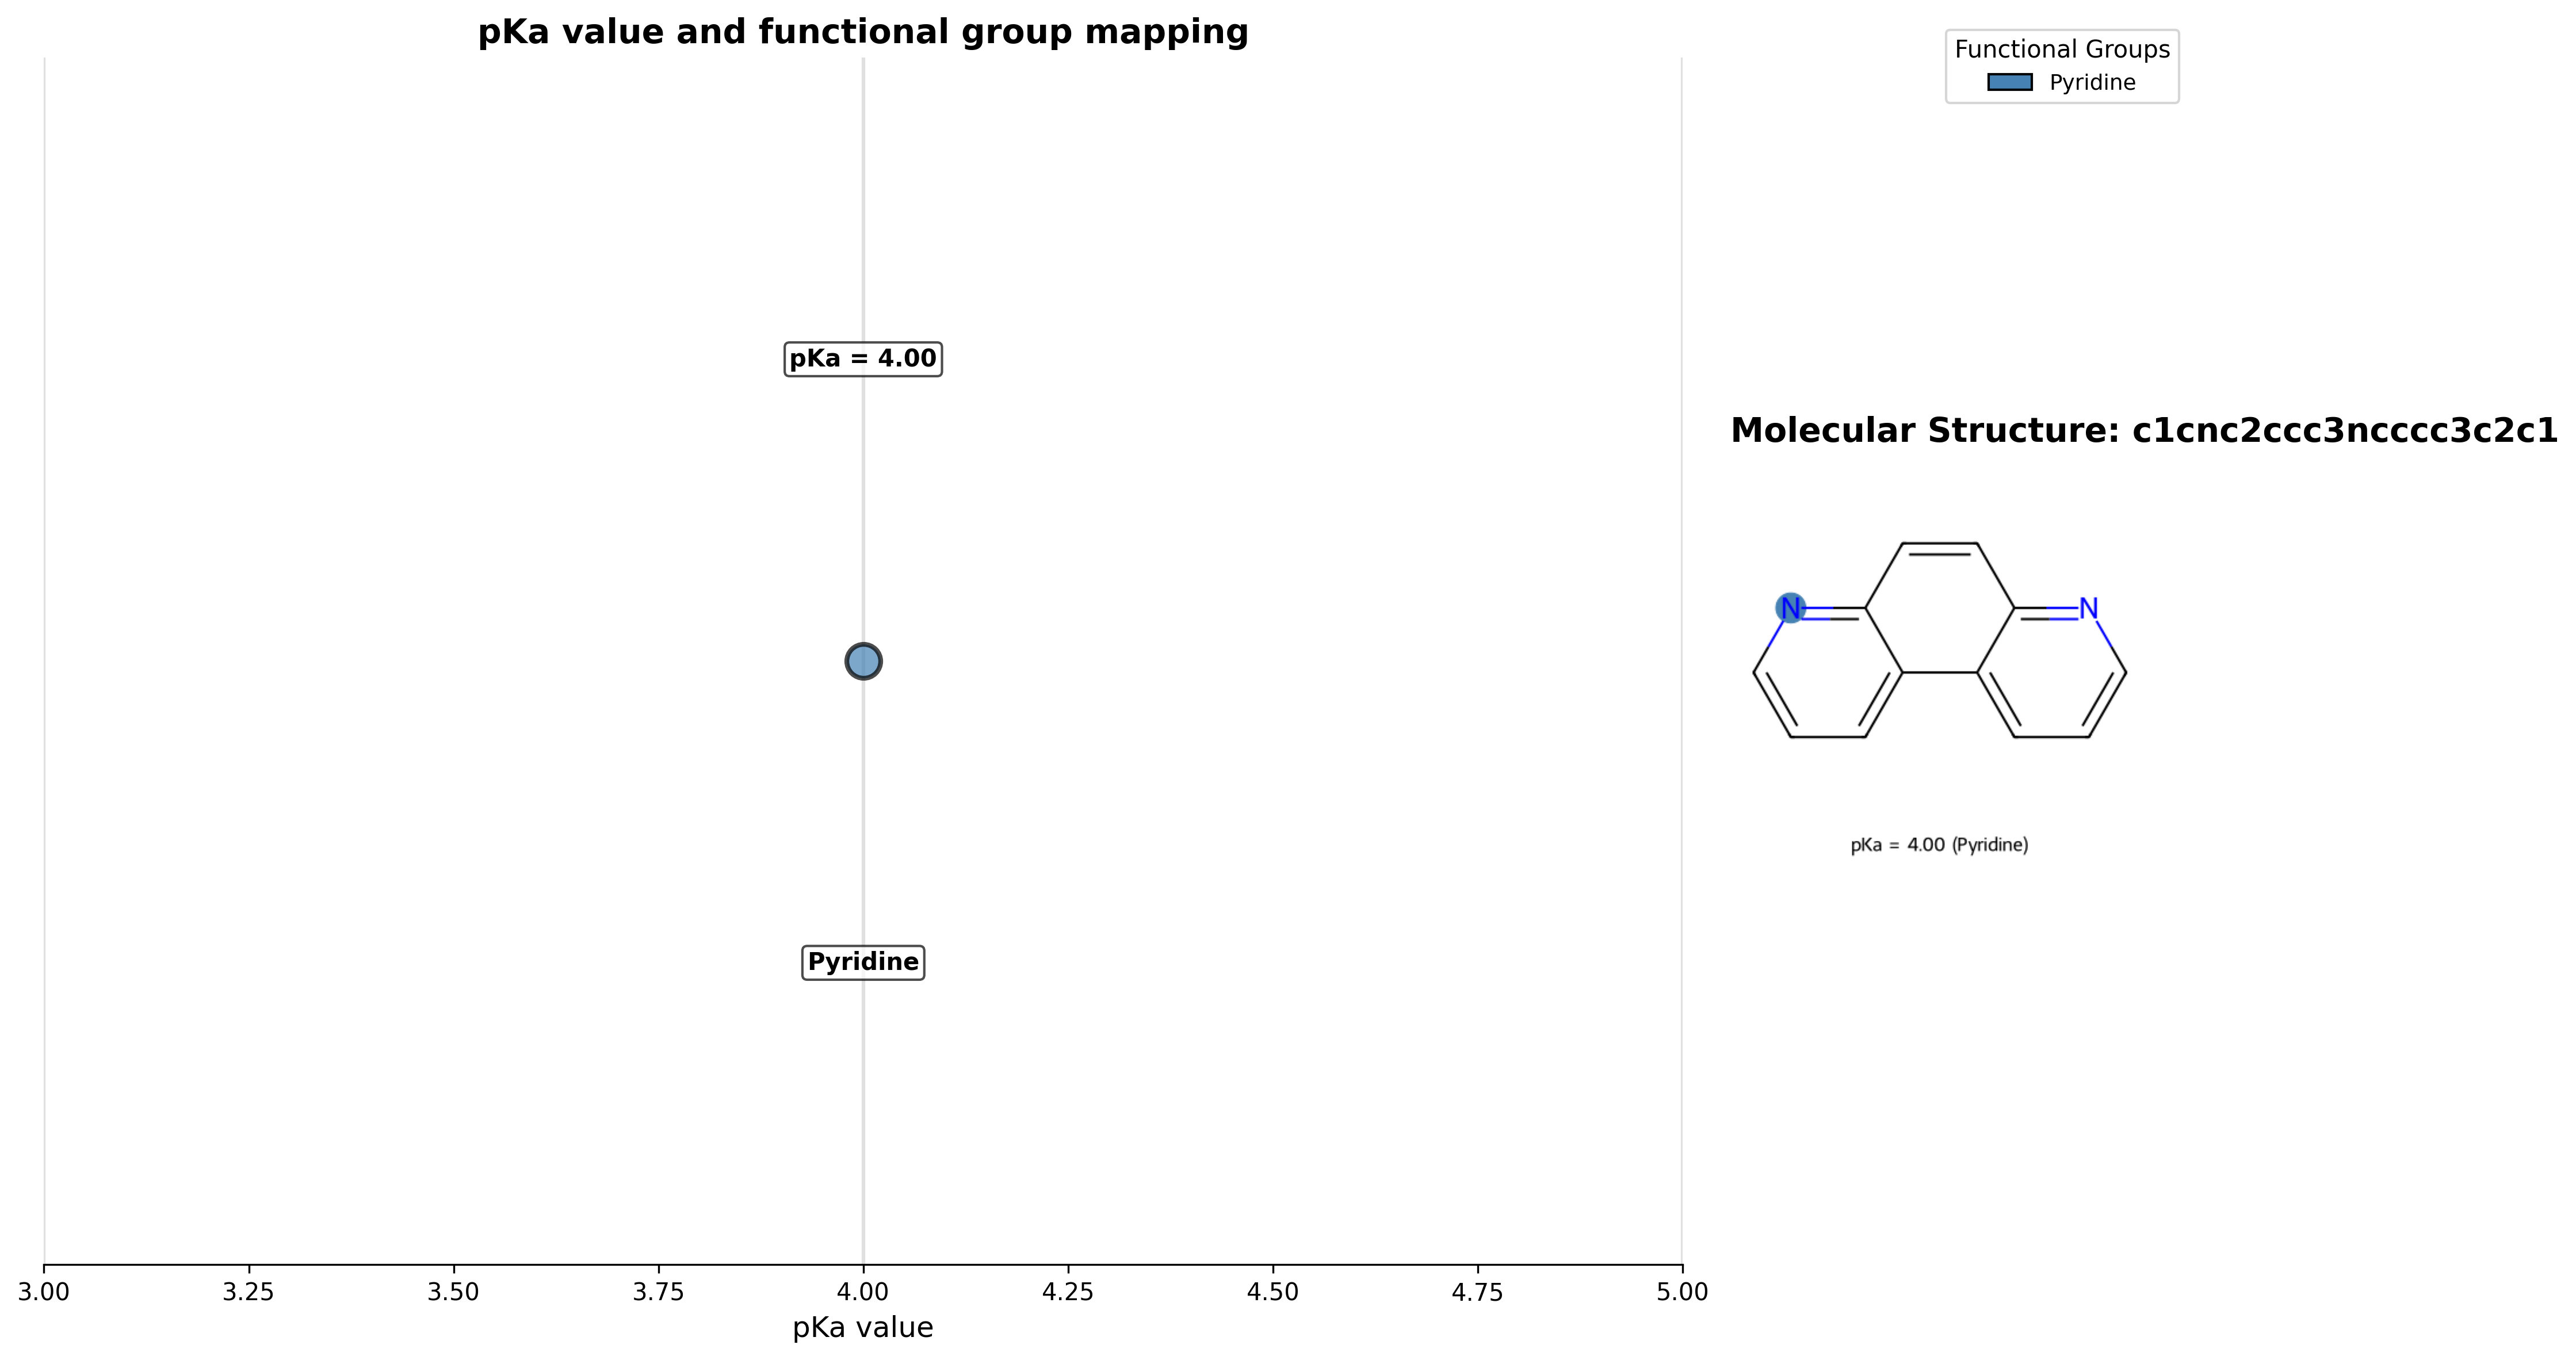 pKa value and functional group mapping
Functional Groups
Pyridine
pKa = 4.00
Pyridine
3.00 3.25 3.50 3.75 4.00 4.25 4.50 4.75 5.00
pKa value
Molecular Structure: c1cnc2ccc3ncccc3c2c1
N N
pKa = 4.00 (Pyridine)